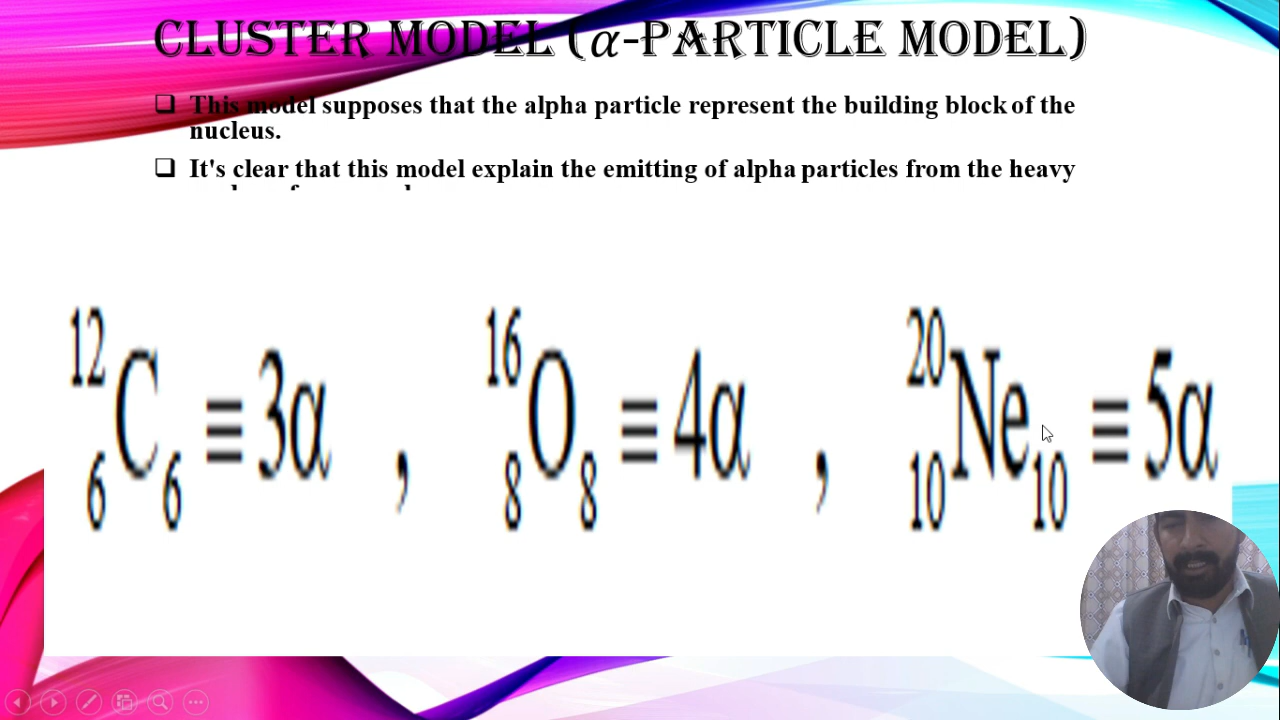 CLUSTER MODEL (α-PARTICLE MODEL)
❑ This model supposes that the alpha particle represent the building block of the
nucleus.
❑ It's clear that this model explain the emitting of alpha particles from the heavy
¹²₆C₆ ≡ 3α , ¹⁶₈O₈ ≡ 4α , ²⁰₁₀Ne₁₀ ≡ 5α